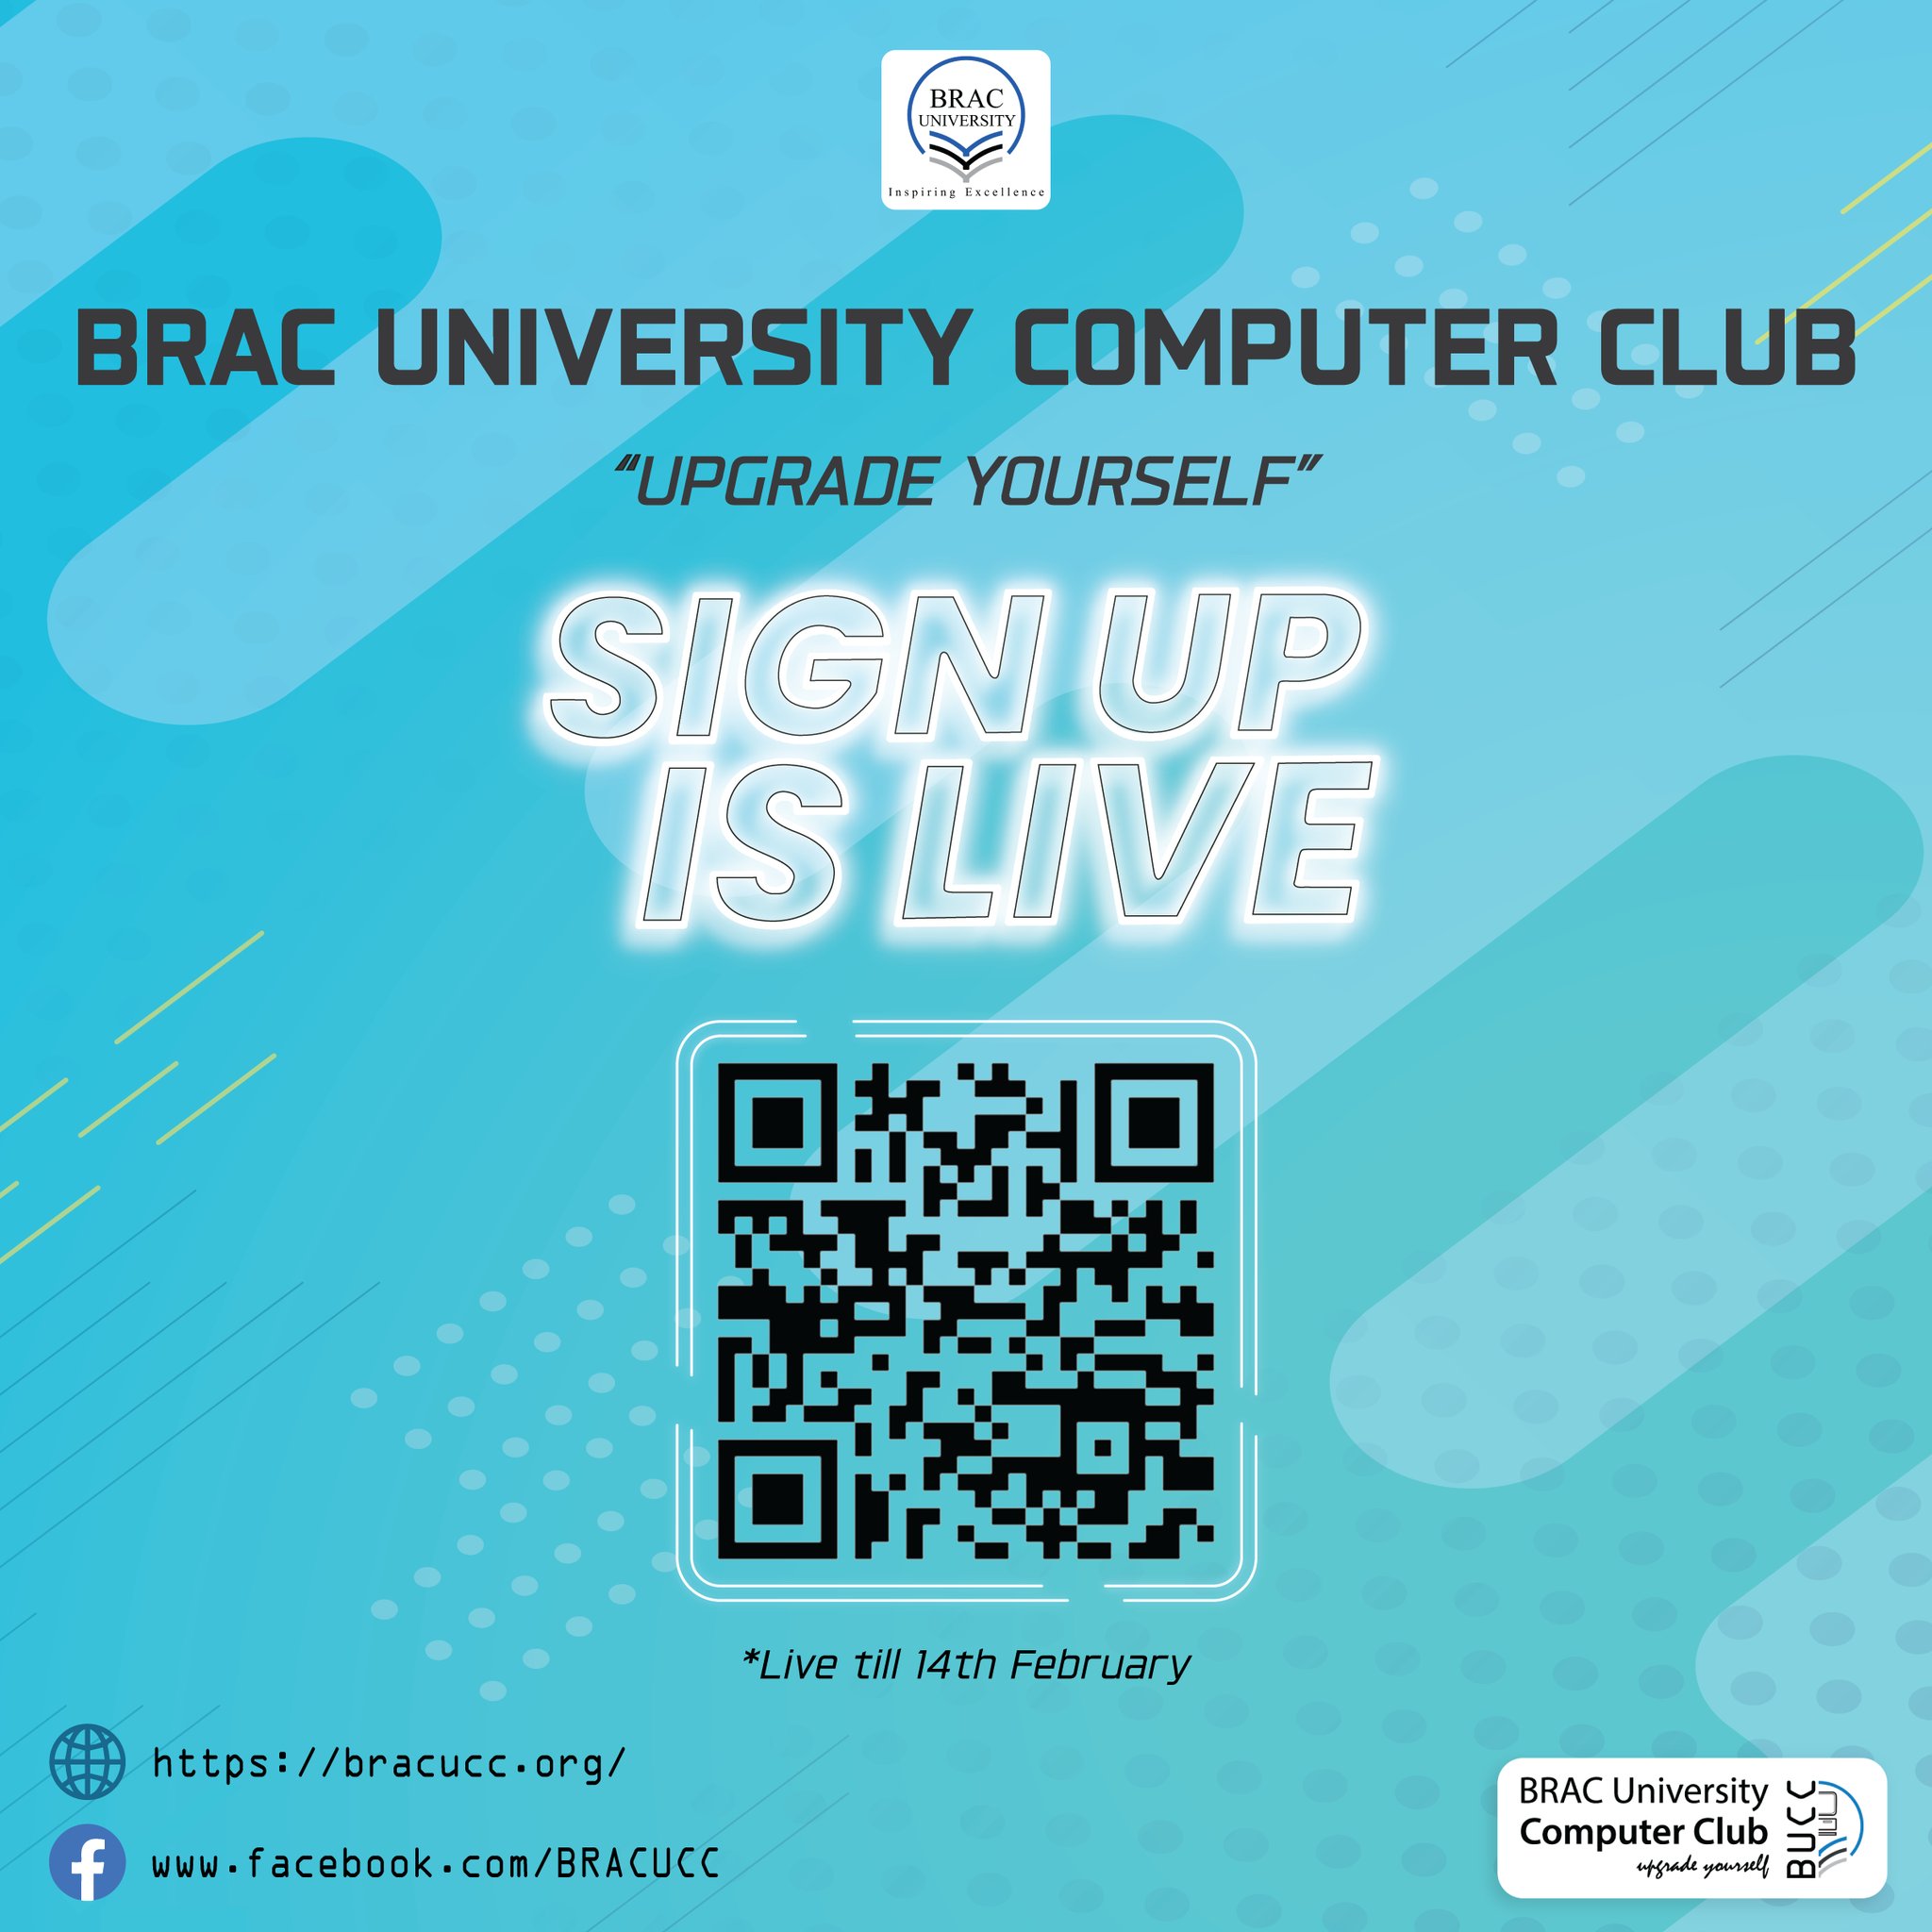 BRAC
UNIVERSITY
Inspiring Excellence
BRAC UNIVERSITY COMPUTER CLUB
“UPGRADE YOURSELF”
SIGN UP
IS LIVE
*Live till 14th February
https://bracucc.org/
www.facebook.com/BRACUCC
BRAC University
Computer Club
upgrade yourself
BUCC